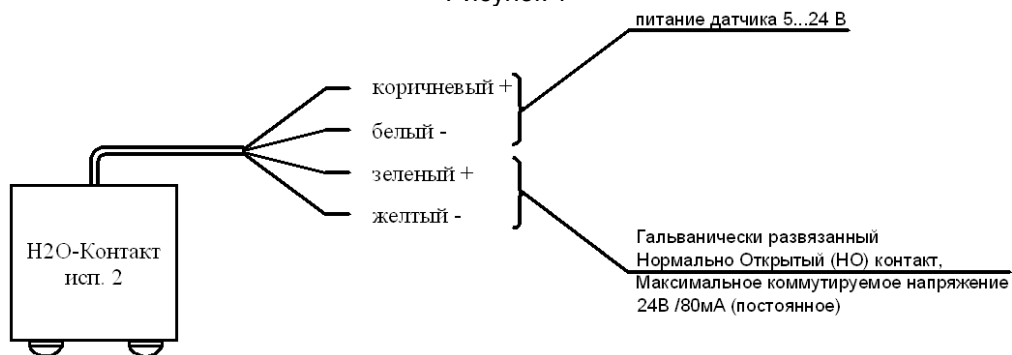 питание датчика 5...24 В
коричневый +
белый -
зеленый +
желтый -
H2O-Контакт
исп. 2
Гальванически развязанный
Нормально Открытый (НО) контакт,
Максимальное коммутируемое напряжение
24В /80мА (постоянное)